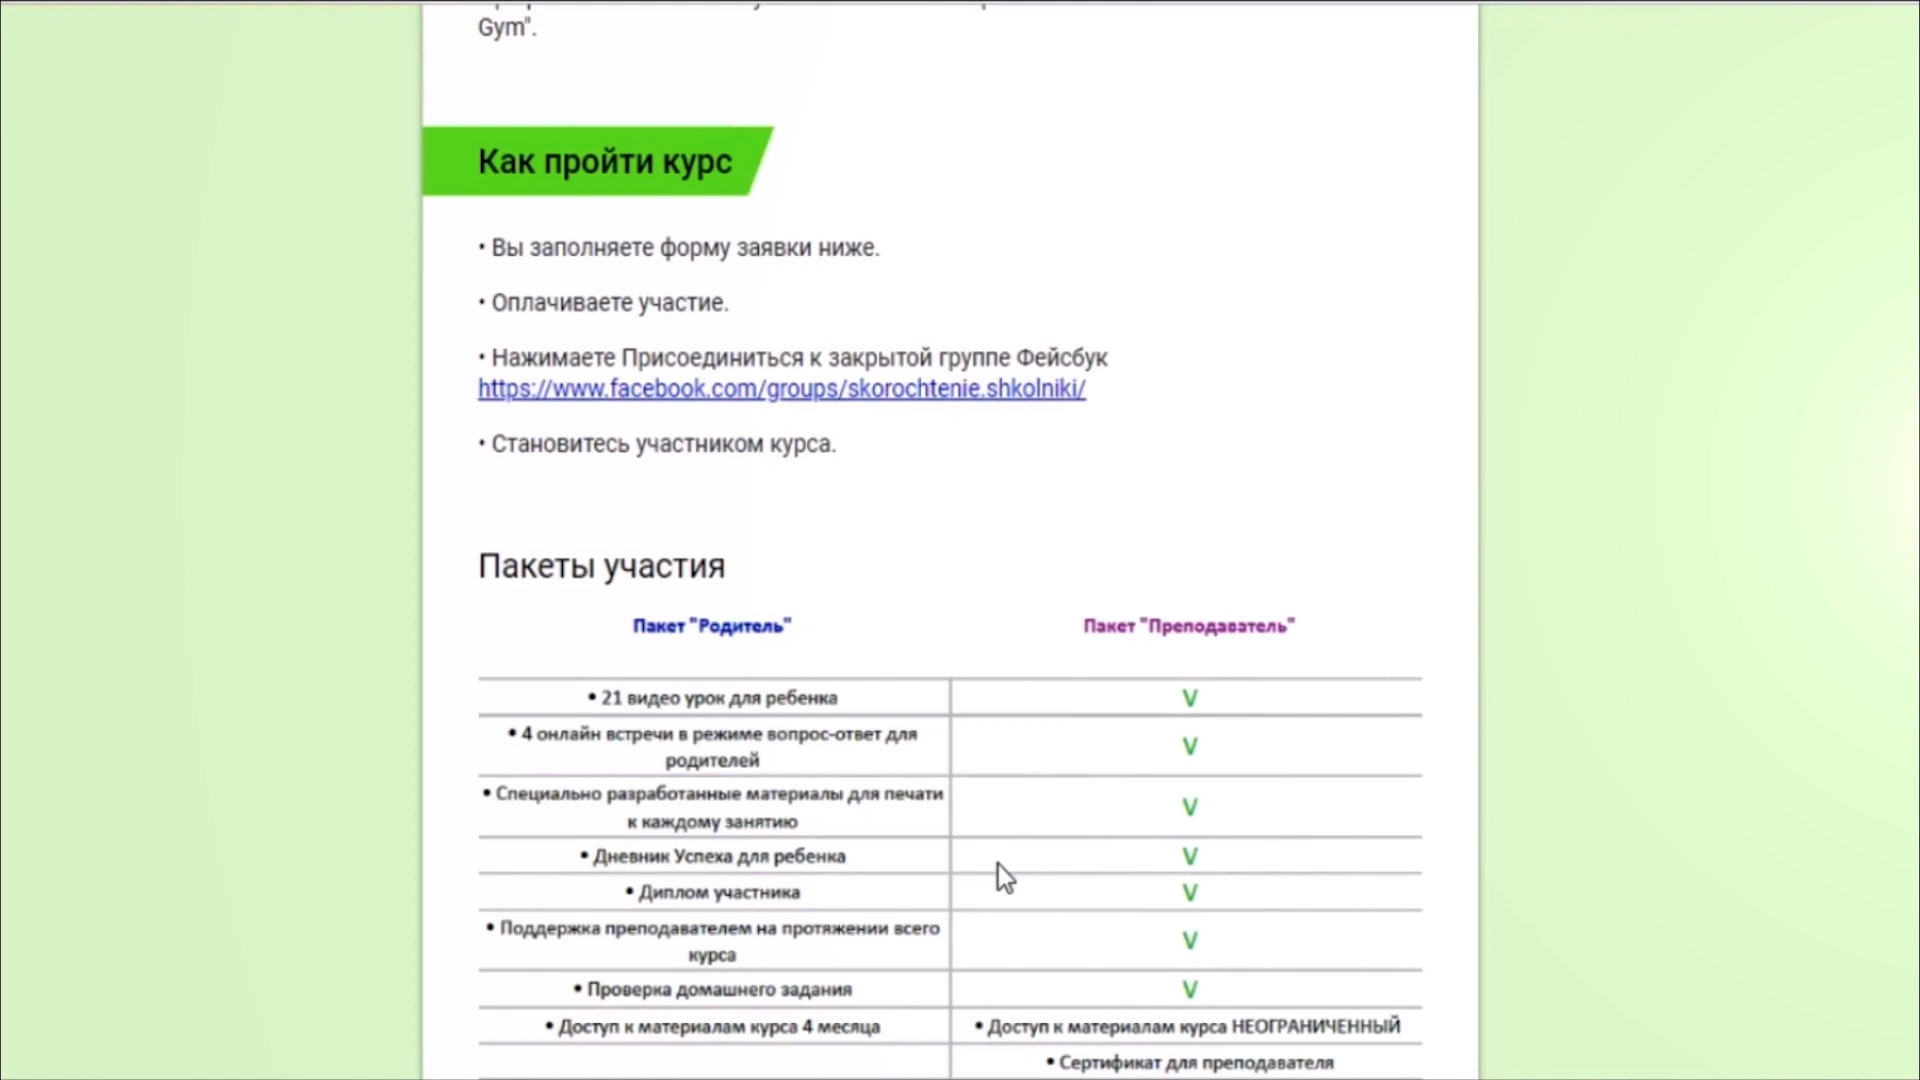 Gym".
Как пройти курс
• Вы заполняете форму заявки ниже.
• Оплачиваете участие.
• Нажимаете Присоединиться к закрытой группе Фейсбук
https://www.facebook.com/groups/skorochtenie.shkolniki/
• Становитесь участником курса.
Пакеты участия
Пакет "Родитель" Пакет "Преподаватель"
• 21 видео урок для ребенка V
• 4 онлайн встречи в режиме вопрос-ответ для
родителей V
• Специально разработанные материалы для печати
к каждому занятию V
• Дневник Успеха для ребенка V
• Диплом участника V
• Поддержка преподавателем на протяжении всего
курса V
• Проверка домашнего задания V
• Доступ к материалам курса 4 месяца • Доступ к материалам курса НЕОГРАНИЧЕННЫЙ
• Сертификат для преподавателя